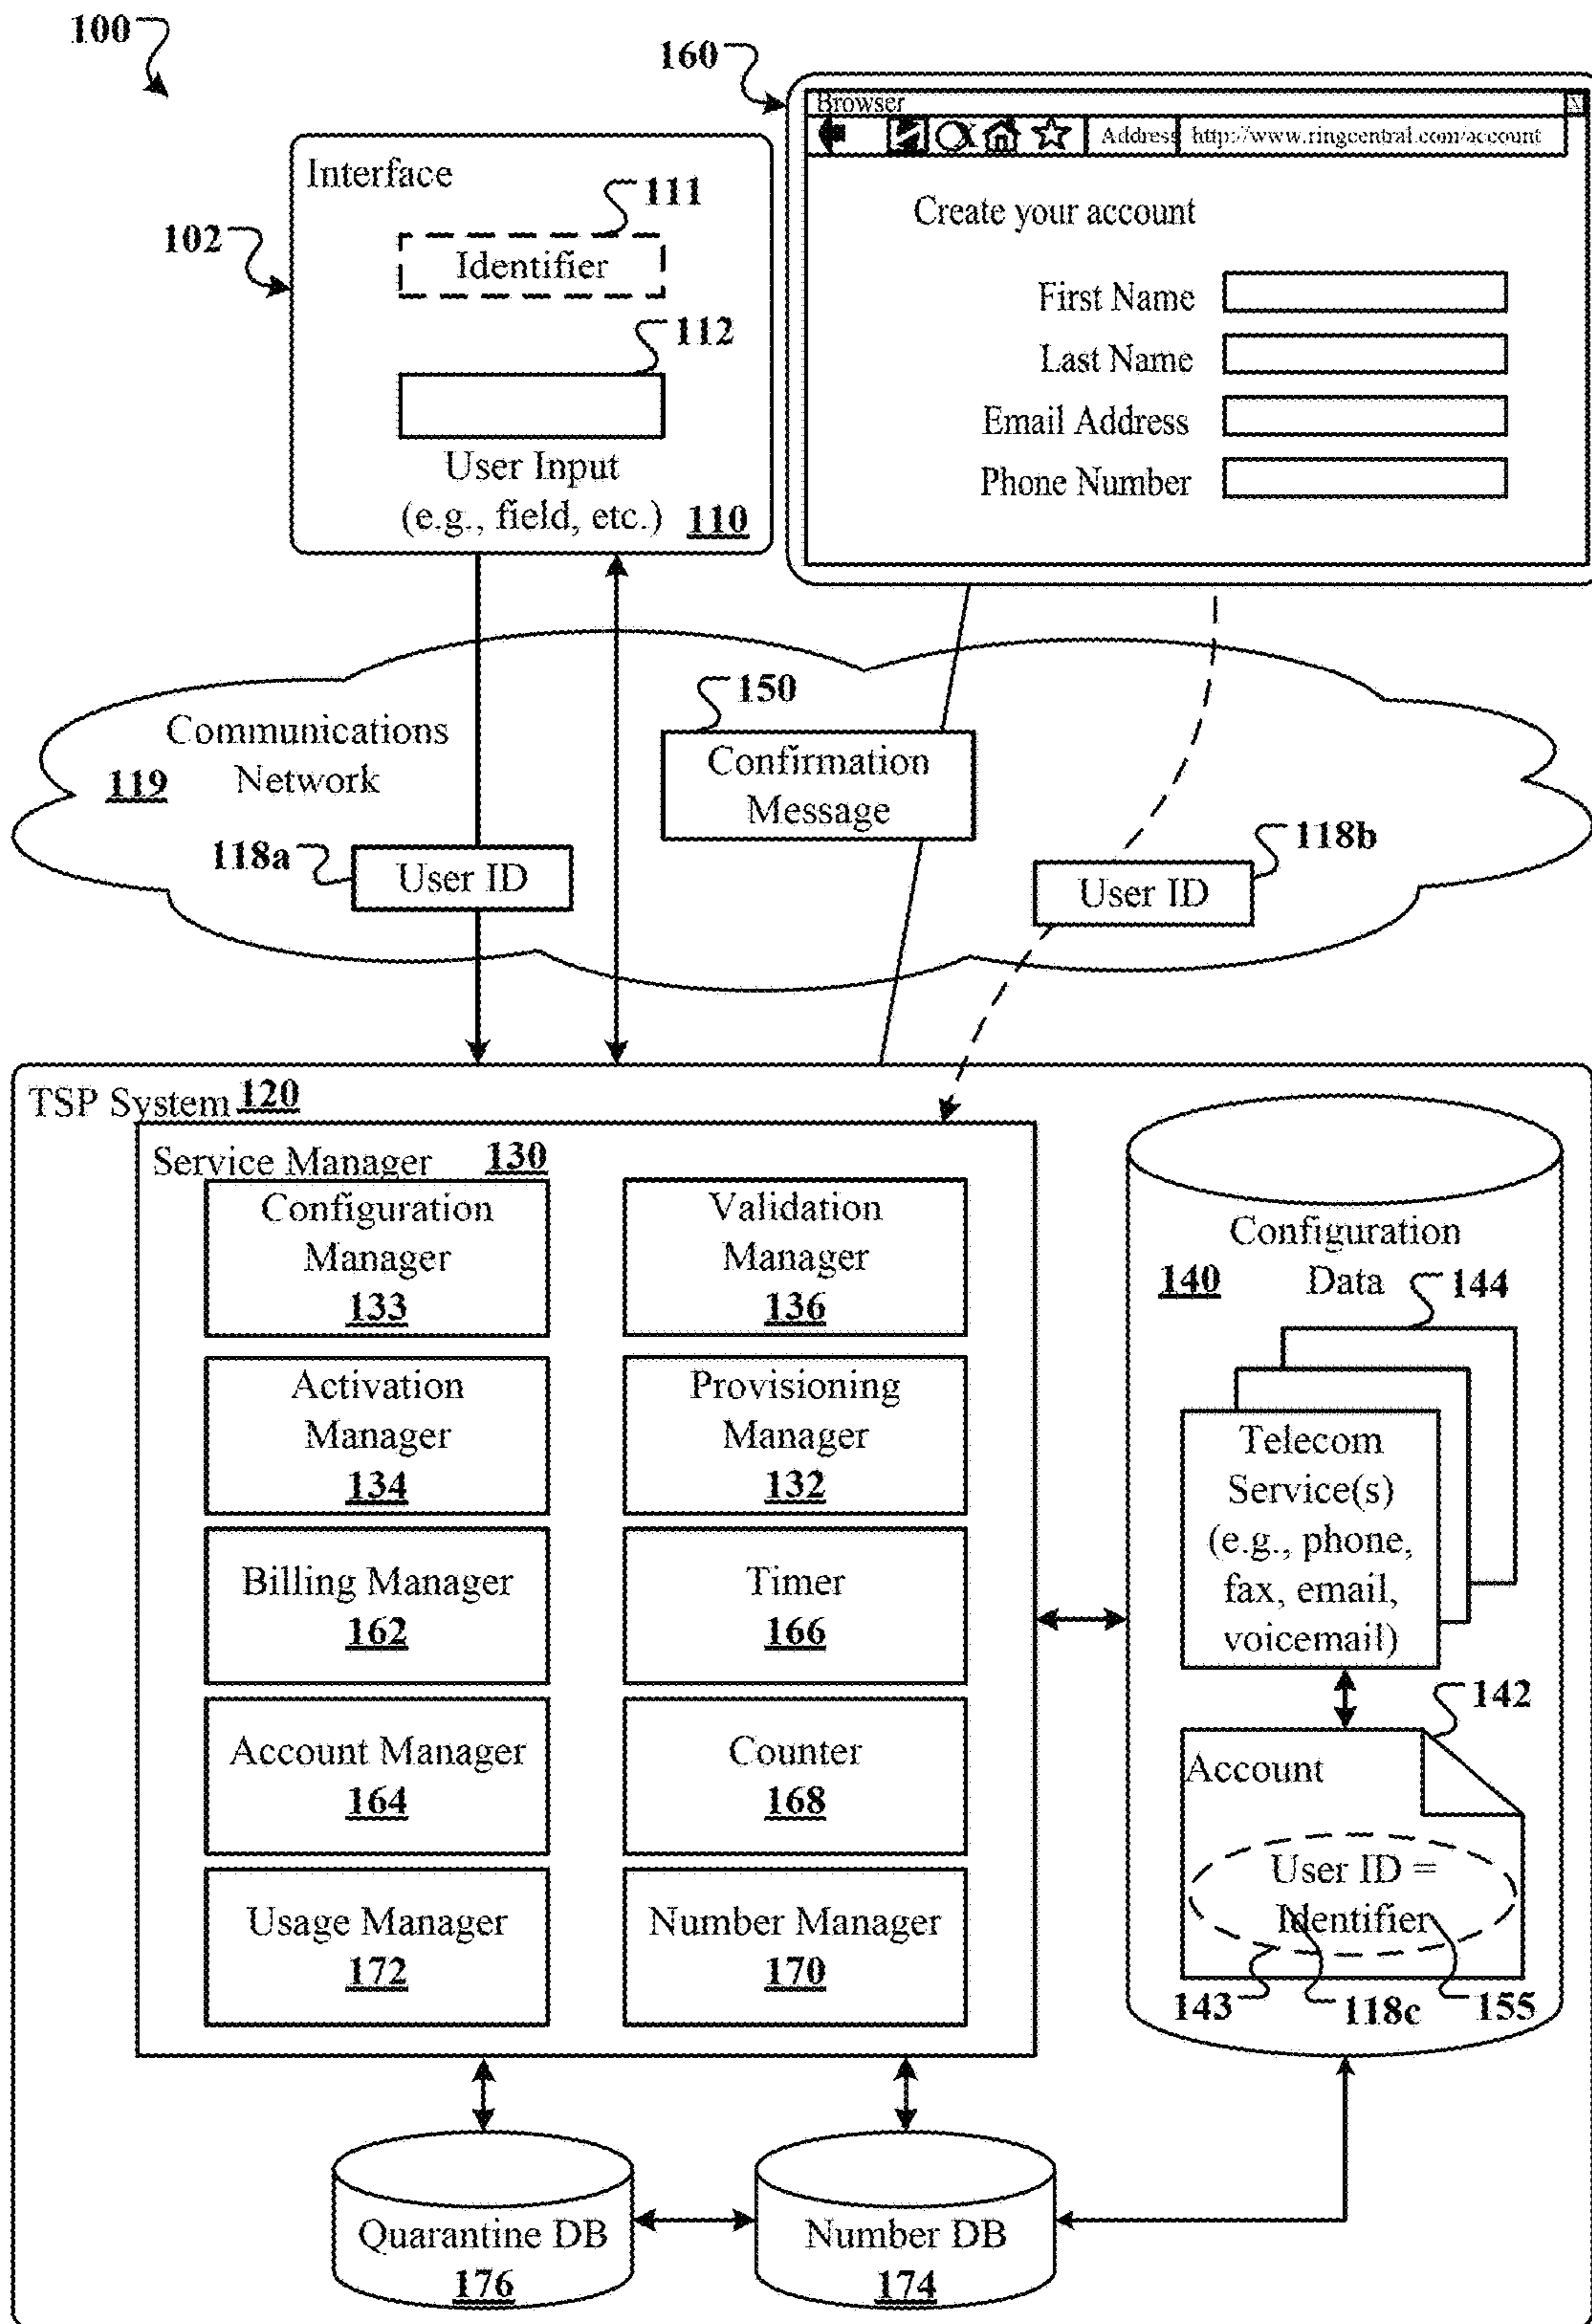 100
160
Browser
Address http://www.ringcentral.com/account
Create your account
First Name
Last Name
Email Address
Phone Number
Interface
111
102
Identifier
112
User Input
(e.g., field, etc.) 110
150
Communications
Network
119
Confirmation
Message
118a
User ID
118b
User ID
TSP System 120
Service Manager 130
Configuration
Manager
133
Validation
Manager
136
Activation
Manager
134
Provisioning
Manager
132
Billing Manager
162
Timer
166
Account Manager
164
Counter
168
Usage Manager
172
Number Manager
170
Configuration
Data
140
144
Telecom
Service(s)
(e.g., phone,
fax, email,
voicemail)
142
Account
User ID =
Identifier
143
118c
155
Quarantine DB
176
Number DB
174